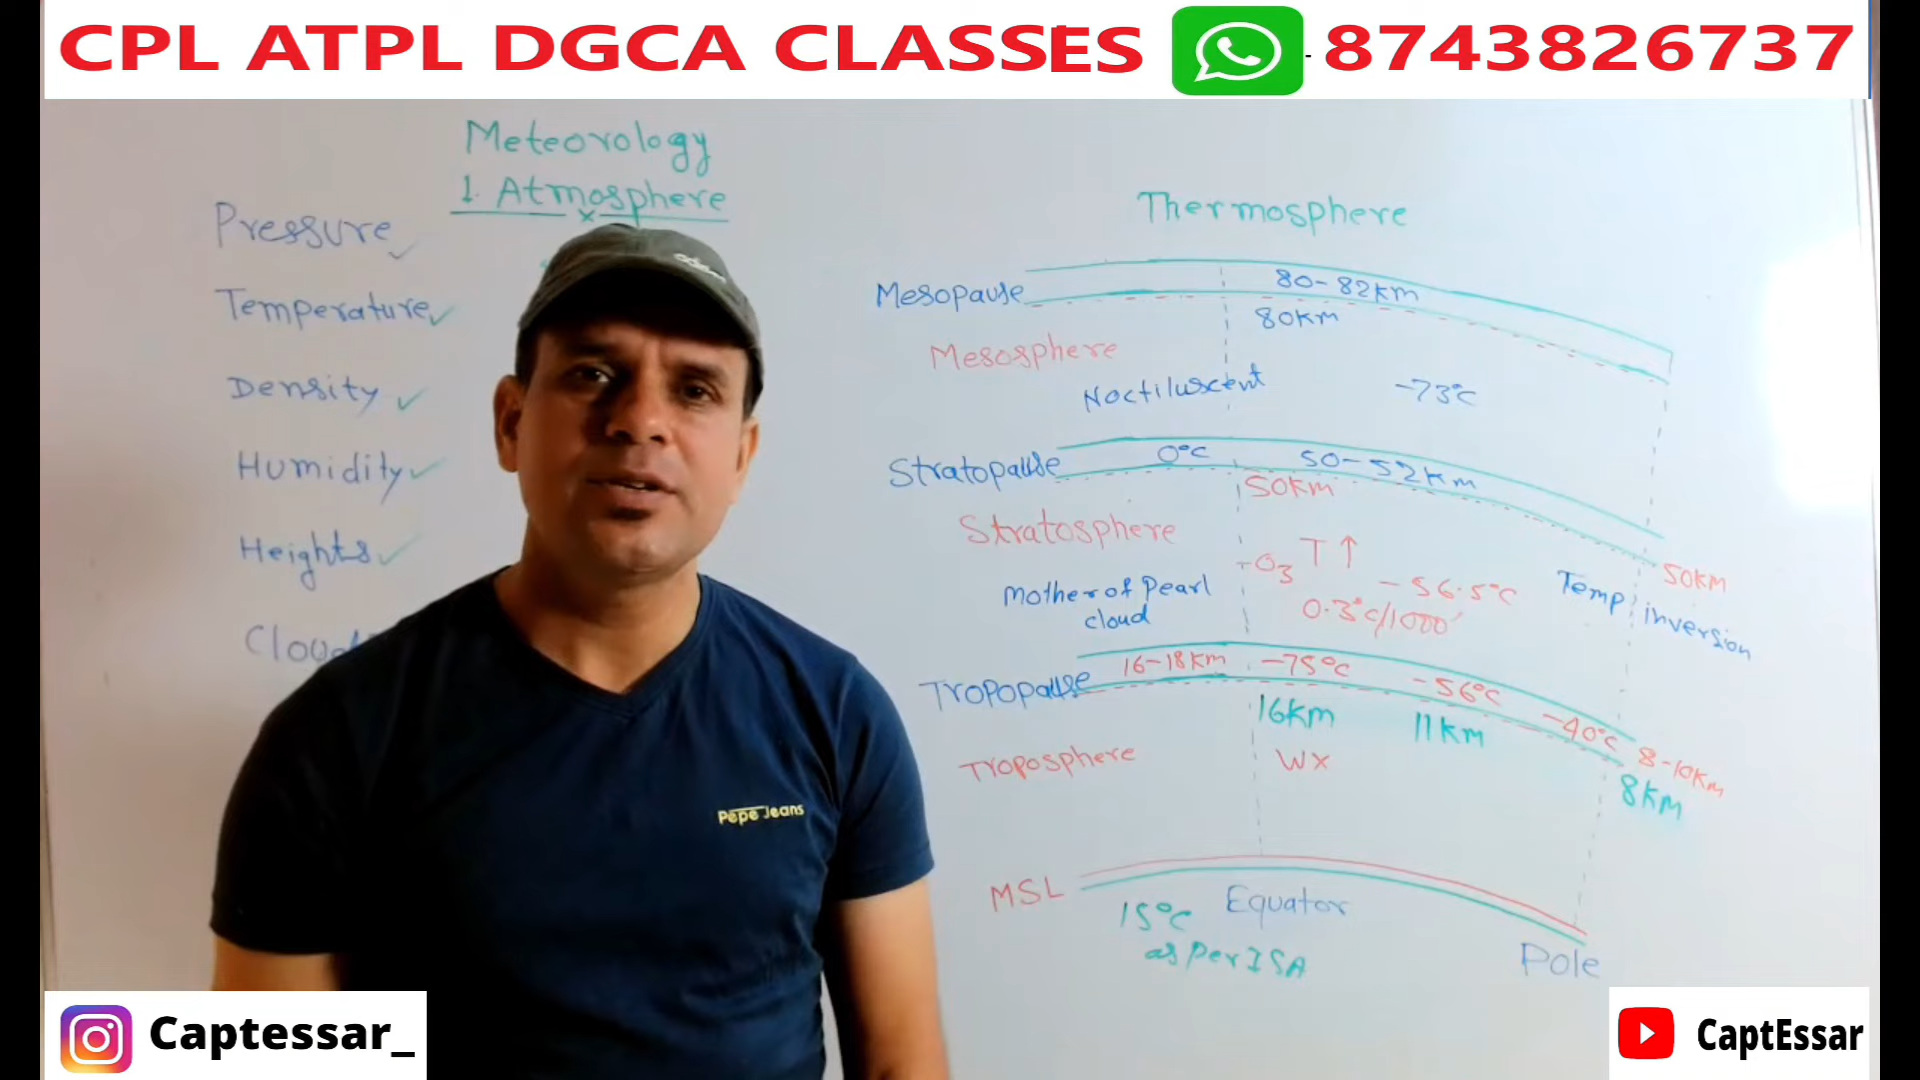 CPL ATPL DGCA CLASSES - 8743826737
Meteorology
1. Atmosphere
x
Pressure ✓
Temperature ✓
Density ✓
Humidity ✓
Heights ✓
Thermosphere
Mesopause 80-82km
80km
Mesosphere
Noctiluscent -73°C
Stratopause 0°C 50-52km
50km
Stratosphere
O3 T ↑
-56.5°C
0.3°C/1000'
50km
Temp inversion
Mother of Pearl
cloud
Tropopause 16-18km -75°C -56°C -40°C 8-10km
16km 11km 8km
Troposphere WX
MSL
15°C Equator
as per ISA
Pole
adidas
Pepe Jeans
Captessar_
CaptEssar